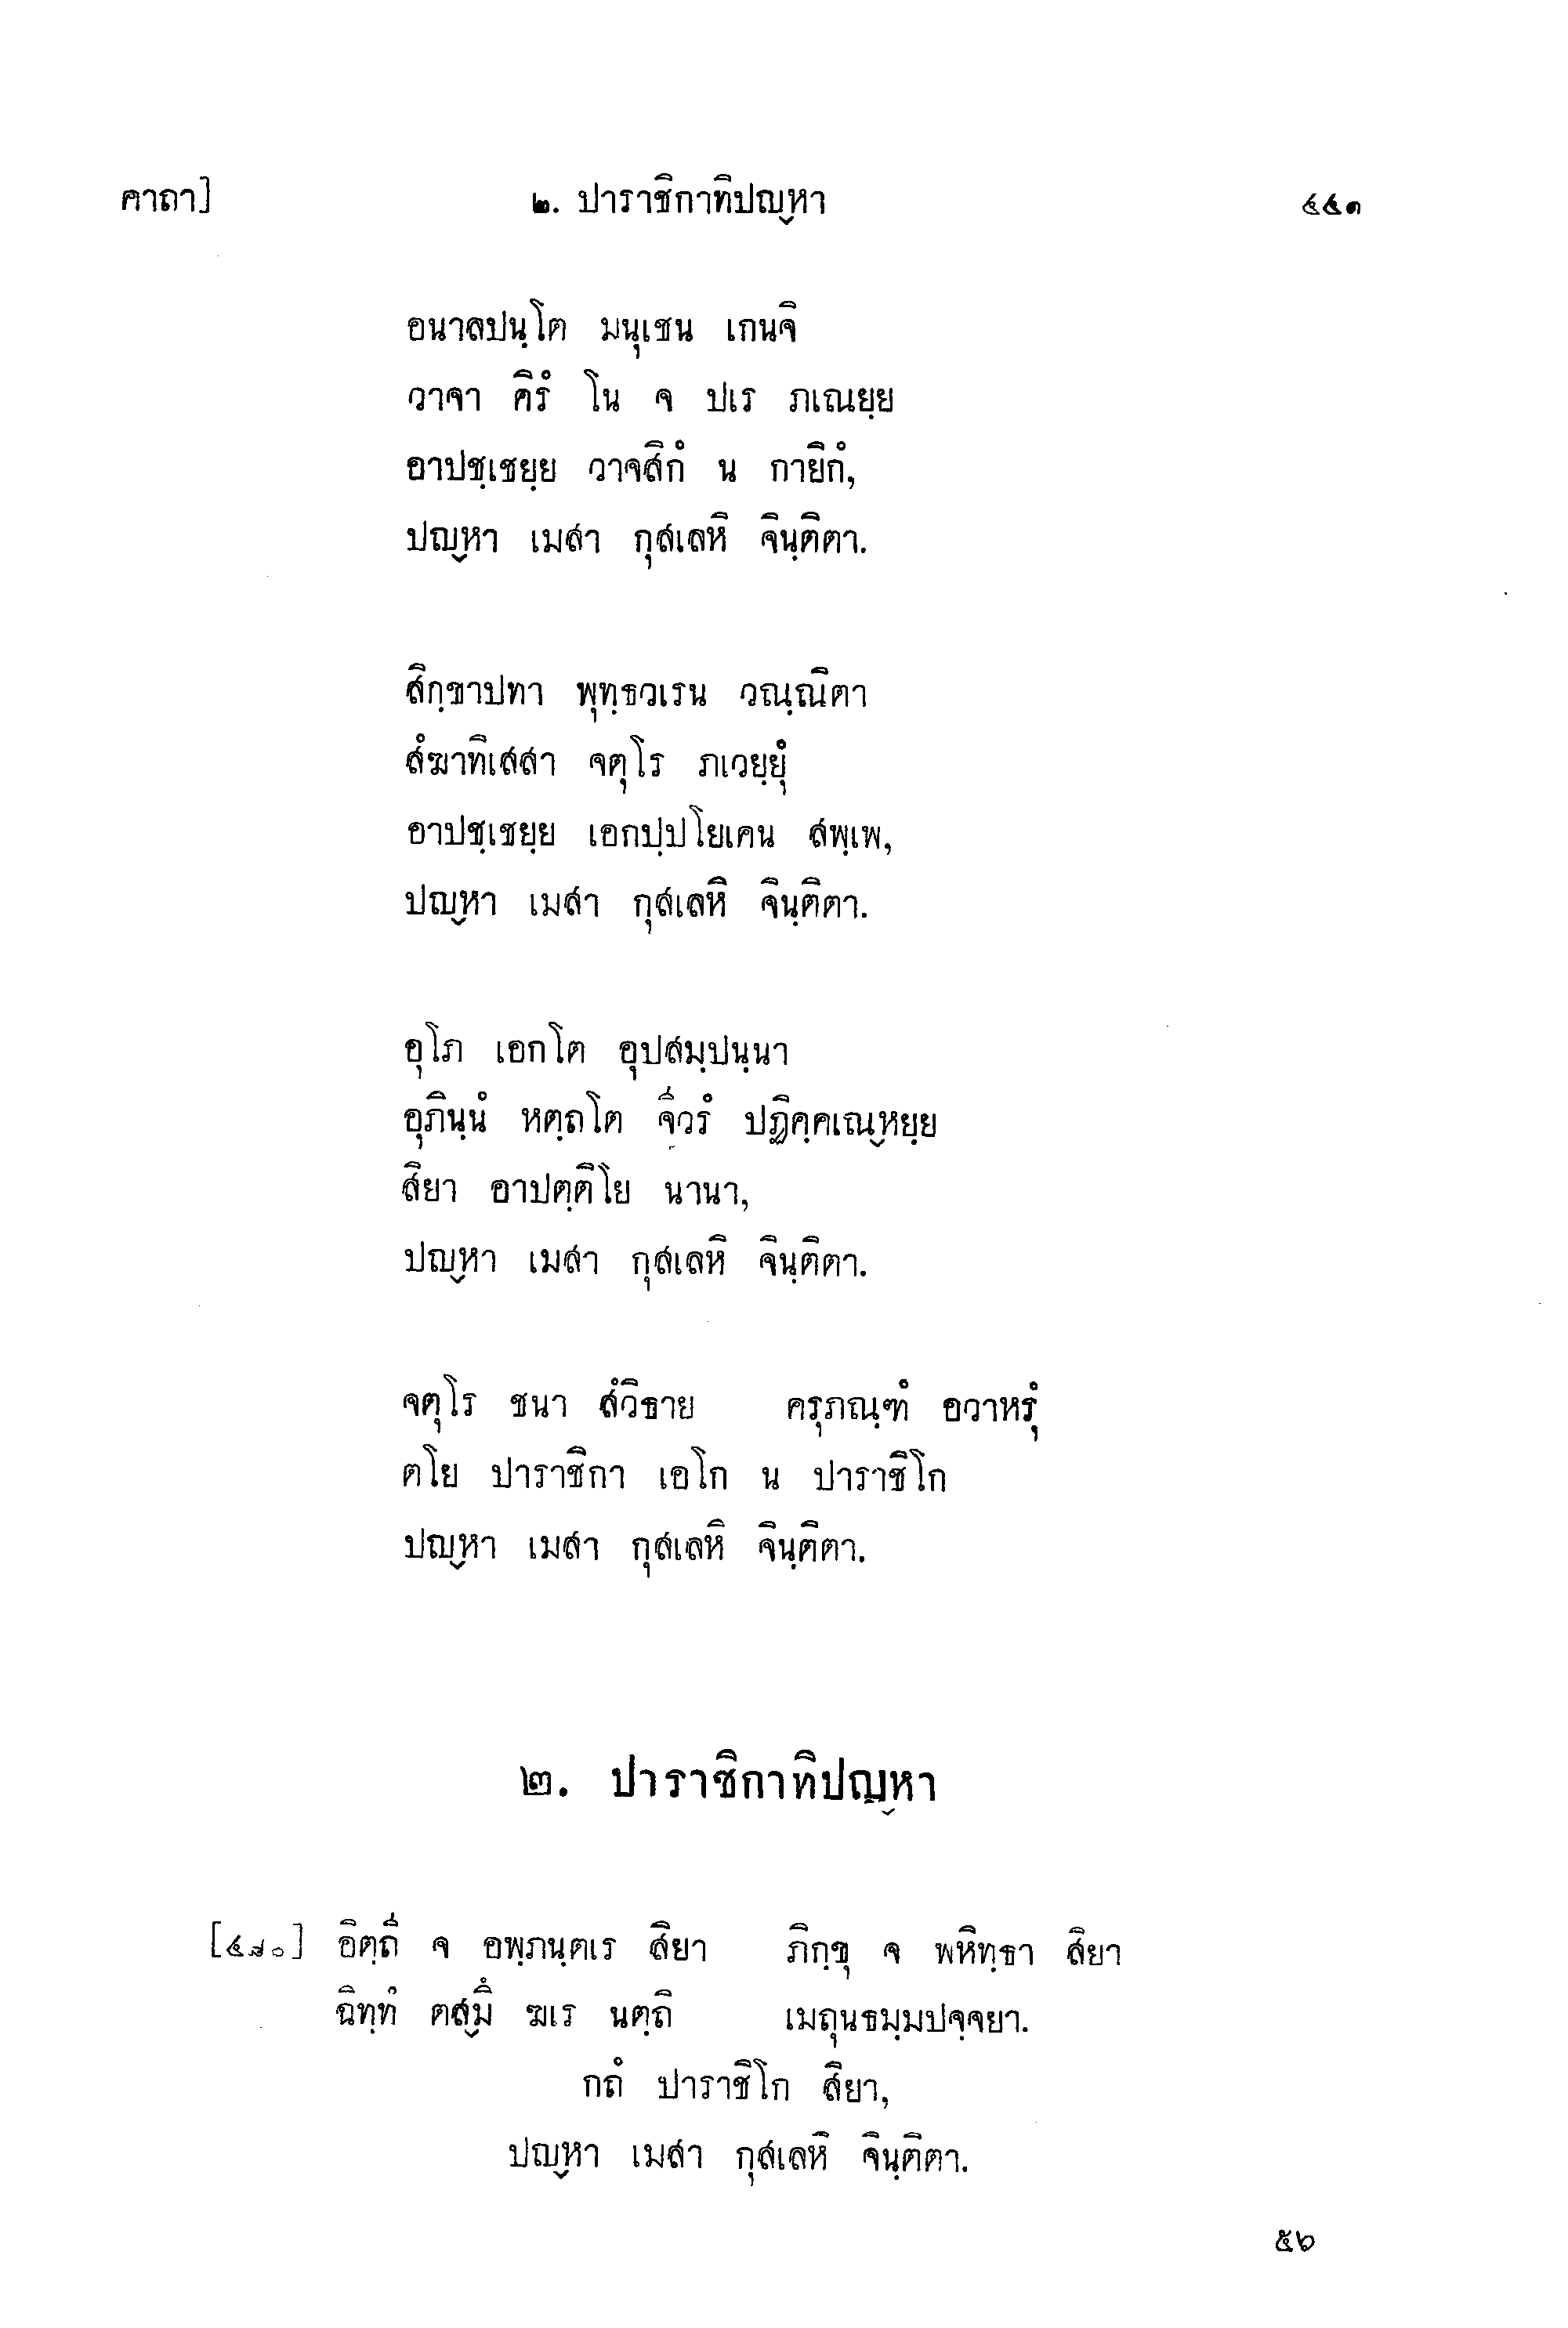 คาถา] ๒. ปาราชิกาทิปญฺหา ๔๔๑
อนาลปนฺโต มนุเชน เกนจิ
วาจา คิรํ โน จ ปเร ภเณยฺย
อาปชฺเชยฺย วาจสิกํ น กายิกํ,
ปญฺหา เมสา กุสเลหิ จินฺติตา.
สิกฺขาปทา พุทฺธวเรน วณฺณิตา
สํฆาทิเสสา จตุโร ภเวยฺยุํ
อาปชฺเชยฺย เอกปฺปโยเคน สพฺเพ,
ปญฺหา เมสา กุสเลหิ จินฺติตา.
อุโภ เอกโต อุปสมฺปนฺนา
อุภินฺนํ หตฺถโต จีวรํ ปฏิคฺคเณฺหยฺย
สิยา อาปตฺติโย นานา,
ปญฺหา เมสา กุสเลหิ จินฺติตา.
จตุโร ชนา สํวิธาย ครุภณฺฑํ อวาหรุํ
ตโย ปาราชิกา เอโก น ปาราชิโก
ปญฺหา เมสา กุสเลหิ จินฺติตา.
๒. ปาราชิกาทิปญฺหา
[๔๘๐] อิตฺถี จ อพฺภนฺตเร สิยา ภิกฺขุ จ พหิทฺธา สิยา
ฉิทฺทํ ตสฺมึ ฆเร นตฺถิ เมถุนธมฺมปจฺจยา.
กถํ ปาราชิโก สิยา,
ปญฺหา เมสา กุสเลหิ จินฺติตา.
๕๖